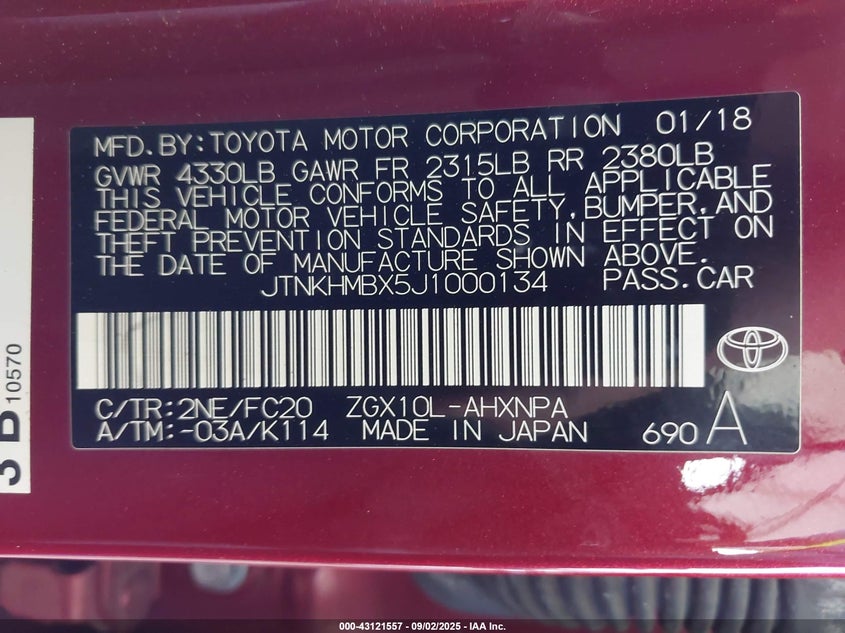 MFD.BY:TOYOTA MOTOR CORPORATION 01/18
GVWR 4330LB GAWR FR 2315LB RR 2380LB
THIS VEHICLE CONFORMS TO ALL APPLICABLE
FEDERAL MOTOR VEHICLE SAFETY,BUMPER,AND
THEFT PREVENTION STANDARDS IN EFFECT ON
THE DATE OF MANUFACTURE SHOWN ABOVE.
JTNKHMBX5J1000134 PASS.CAR
C/TR:2NE/FC20 ZGX10L-AHXNPA
A/TM:-03A/K114 MADE IN JAPAN 690 A
3 B 10570
000-43121557 - 09/02/2025 - IAA Inc.